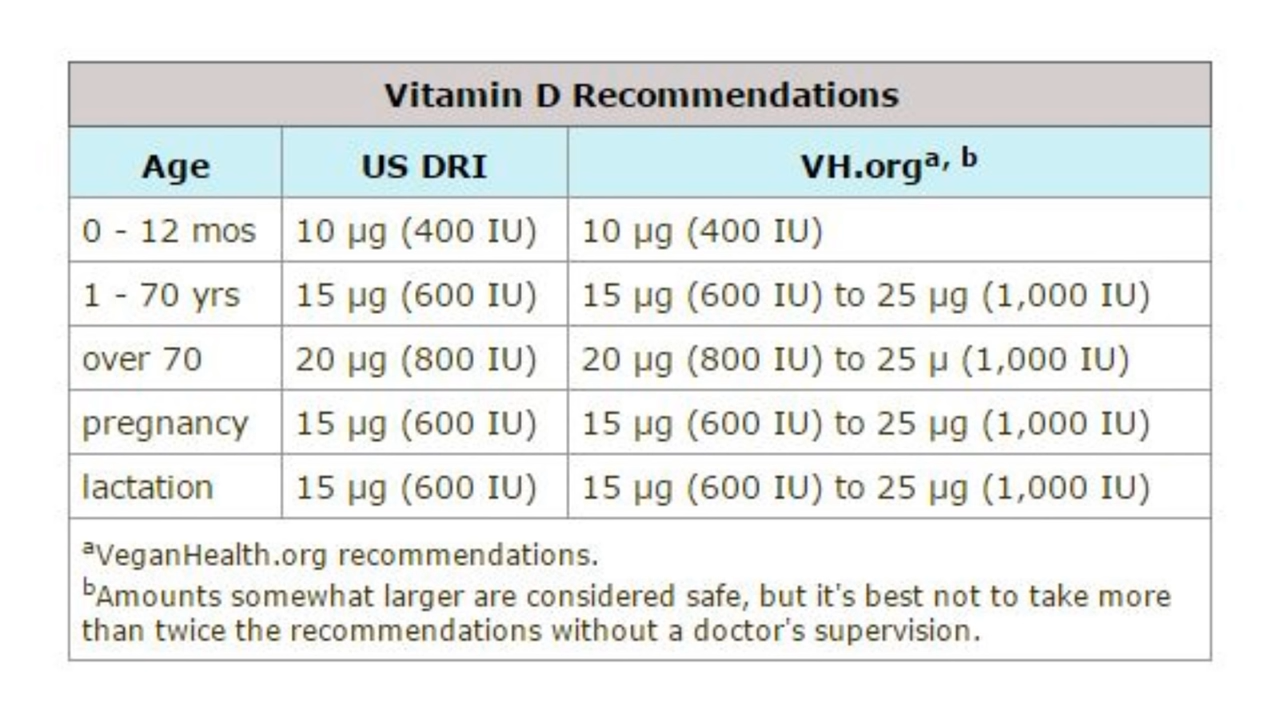 Vitamin D Recommendations
Age US DRI VH.orgᵃ, ᵇ
0 - 12 mos 10 µg (400 IU) 10 µg (400 IU)
1 - 70 yrs 15 µg (600 IU) 15 µg (600 IU) to 25 µg (1,000 IU)
over 70 20 µg (800 IU) 20 µg (800 IU) to 25 µ (1,000 IU)
pregnancy 15 µg (600 IU) 15 µg (600 IU) to 25 µg (1,000 IU)
lactation 15 µg (600 IU) 15 µg (600 IU) to 25 µg (1,000 IU)
ᵃVeganHealth.org recommendations.
ᵇAmounts somewhat larger are considered safe, but it's best not to take more
than twice the recommendations without a doctor's supervision.